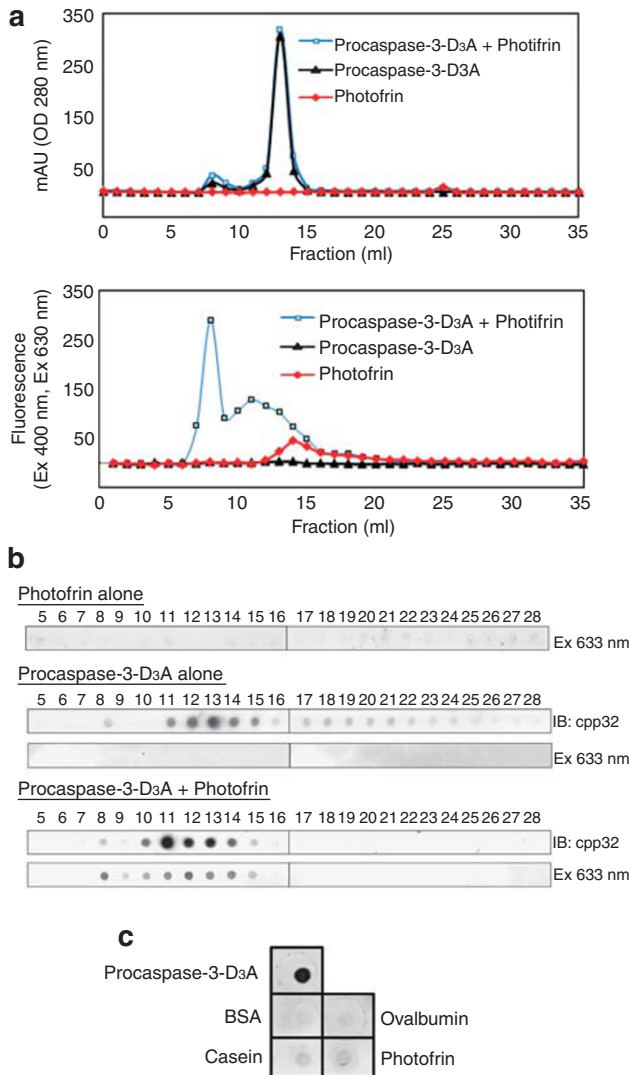 a
350
250
150
50
mAU (OD 280 nm)
Procaspase-3-D3A + Photifrin
Procaspase-3-D3A
Photofrin
0 5 10 15 20 25 30 35
Fraction (ml)
350
250
150
50
Fluorescence
(Ex 400 nm, Ex 630 nm)
Procaspase-3-D3A + Photifrin
Procaspase-3-D3A
Photofrin
0 5 10 15 20 25 30 35
Fraction (ml)
b
Photofrin alone
5 6 7 8 9 10 11 12 13 14 15 16 17 18 19 20 21 22 23 24 25 26 27 28
Ex 633 nm
Procaspase-3-D3A alone
5 6 7 8 9 10 11 12 13 14 15 16 17 18 19 20 21 22 23 24 25 26 27 28
IB: cpp32
Ex 633 nm
Procaspase-3-D3A + Photofrin
5 6 7 8 9 10 11 12 13 14 15 16 17 18 19 20 21 22 23 24 25 26 27 28
IB: cpp32
Ex 633 nm
c
Procaspase-3-D3A
BSA
Ovalbumin
Casein
Photofrin